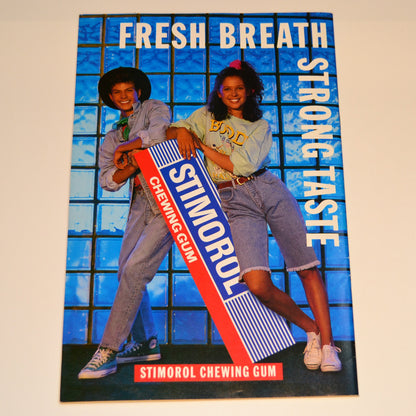 FRESH BREATH
STRONG TASTE
STIMOROL
CHEWING GUM
STIMOROL CHEWING GUM